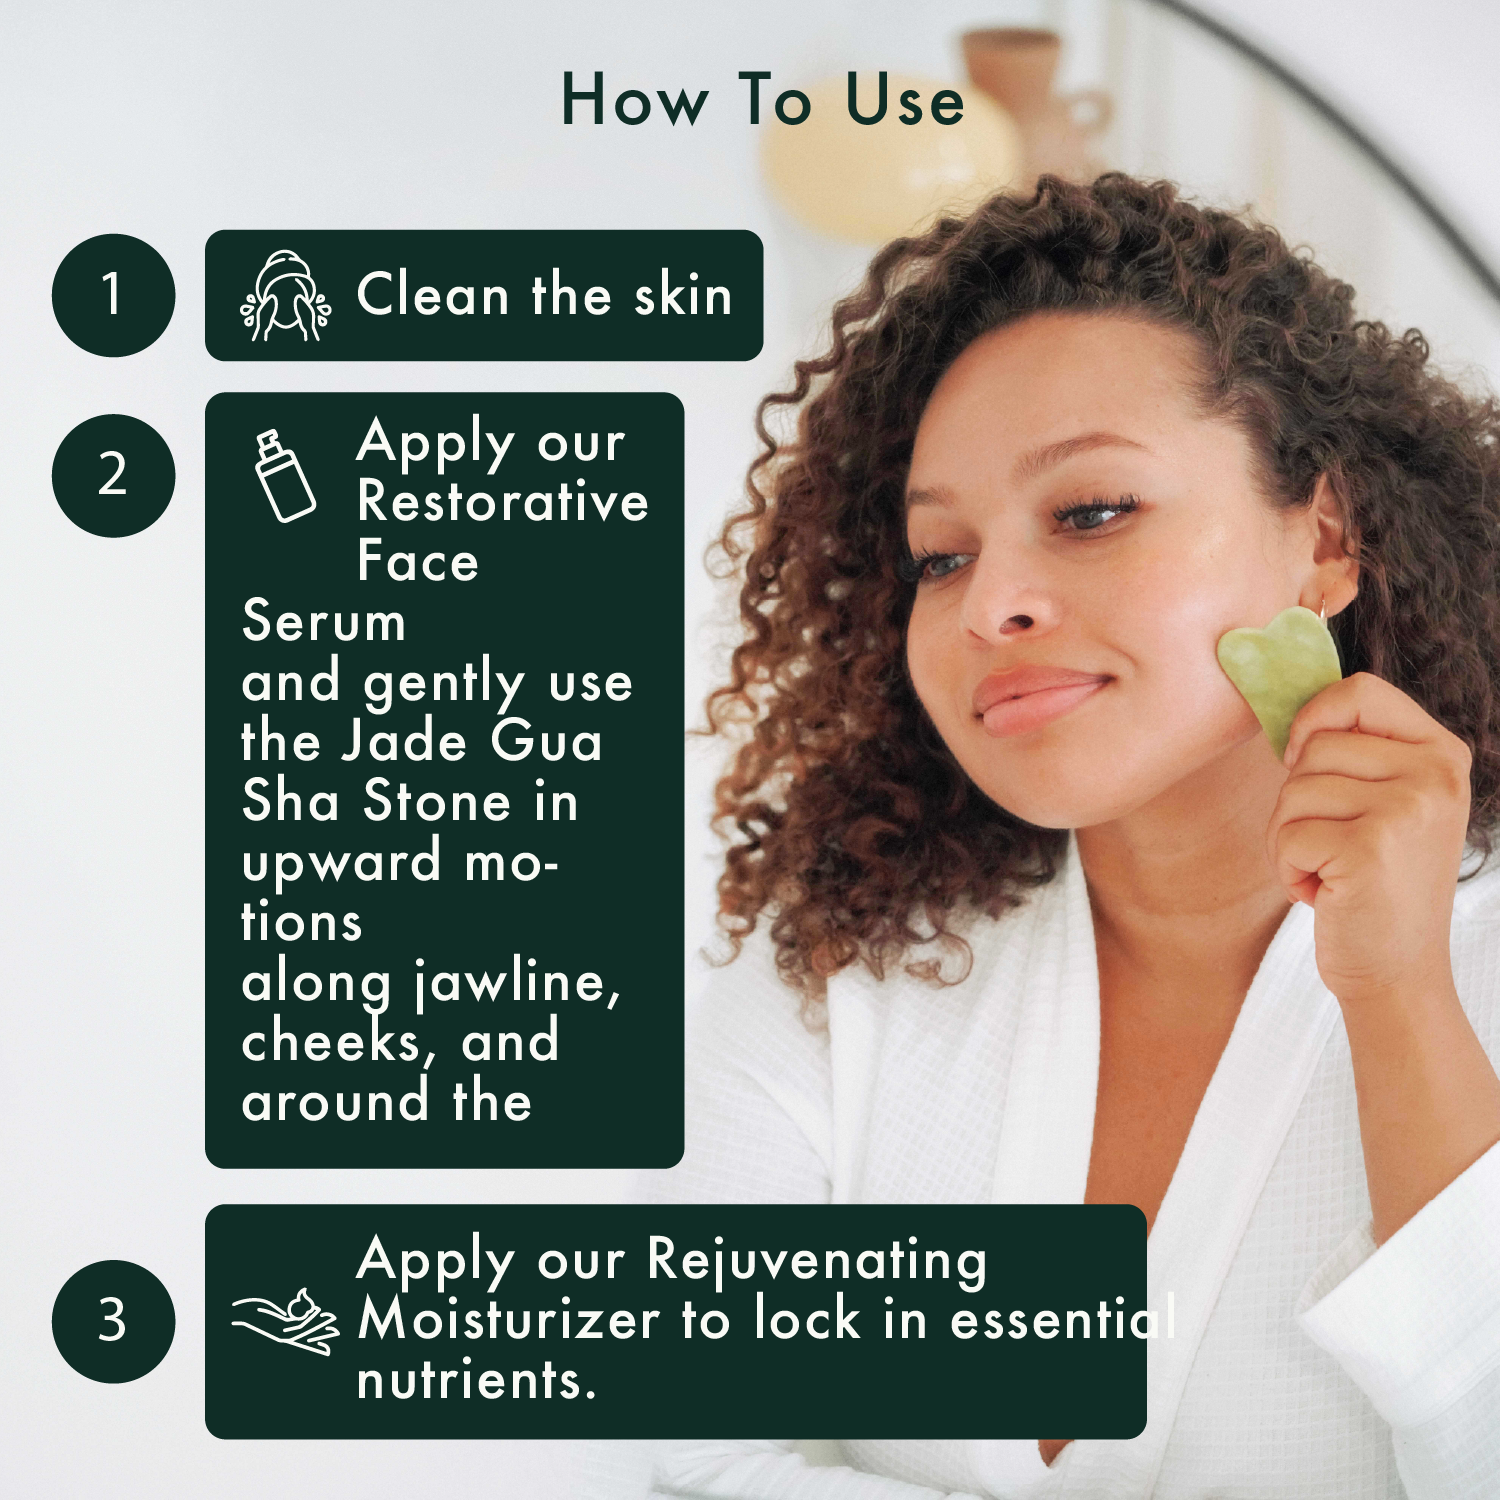 How To Use
1
Clean the skin
2
Apply our
Restorative
Face
Serum
and gently use
the Jade Gua
Sha Stone in
upward mo-
tions
along jawline,
cheeks, and
around the
3
Apply our Rejuvenating
Moisturizer to lock in essential
nutrients.